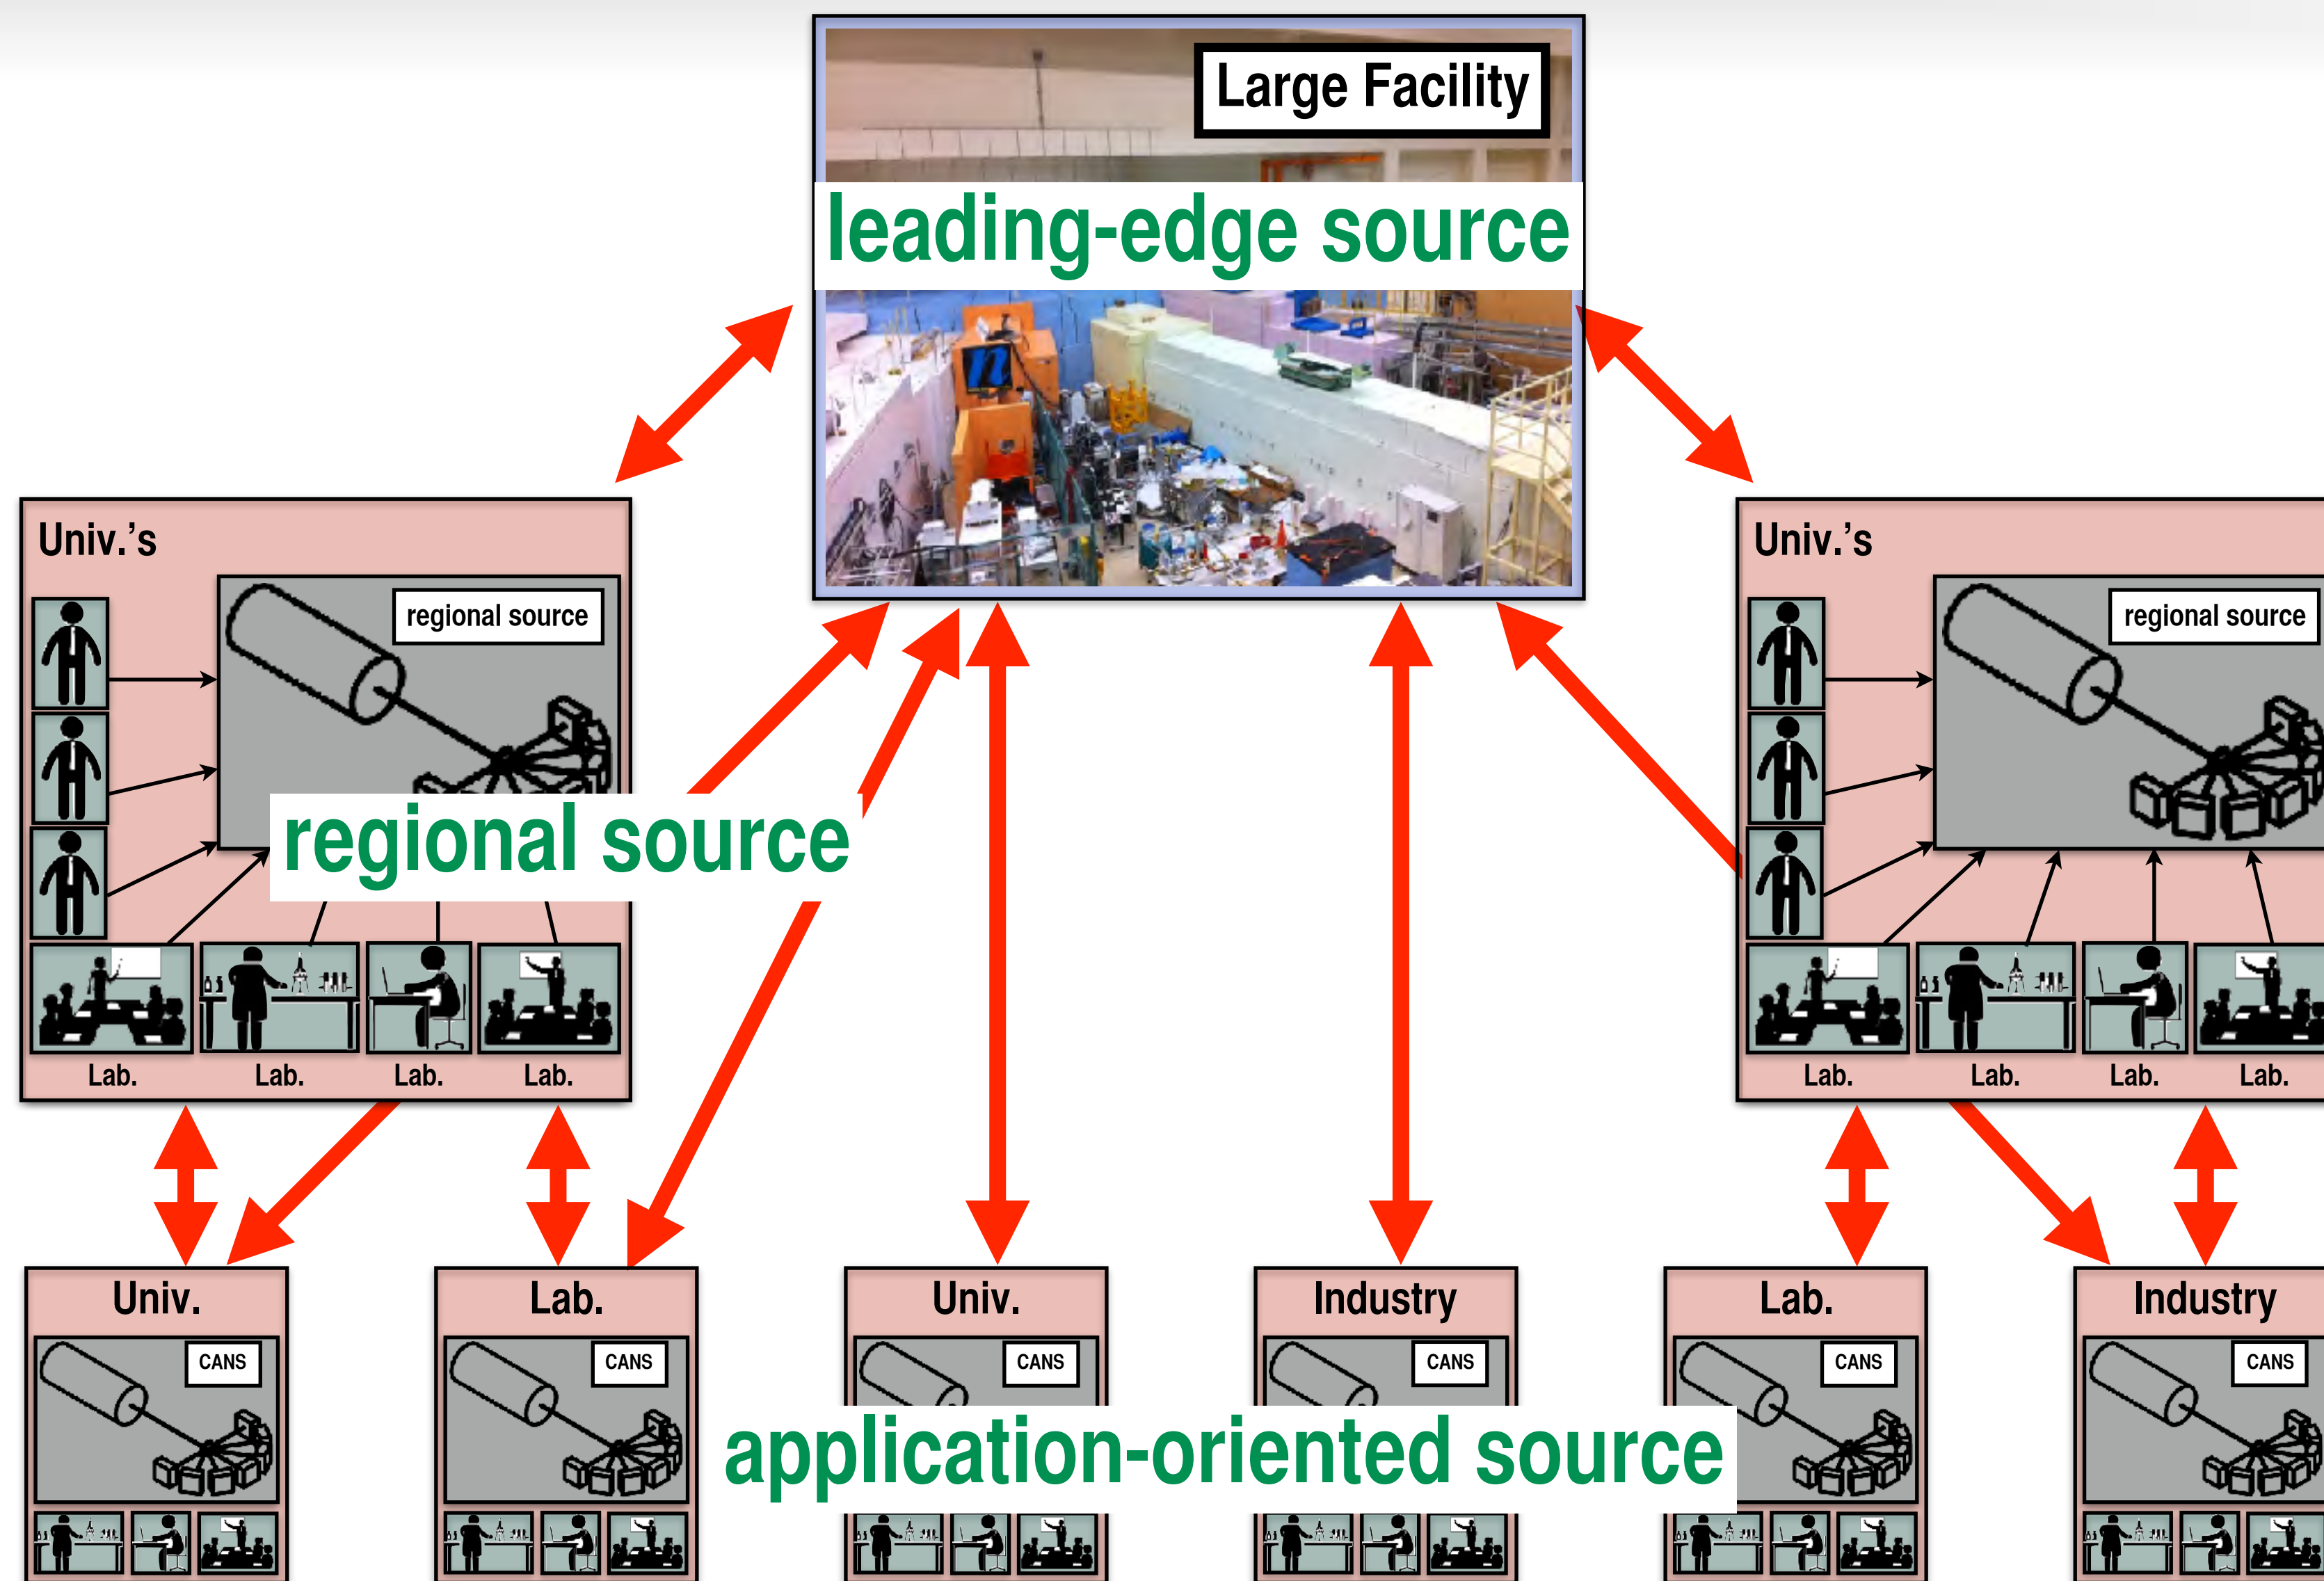 Large Facility
leading-edge source
Univ.'s
regional source
Lab.
Lab.
Lab.
Lab.
Univ.'s
regional source
Lab.
Lab.
Lab.
Lab.
regional source
Univ.
CANS
Lab.
CANS
Univ.
CANS
Industry
CANS
Lab.
CANS
Industry
CANS
application-oriented source